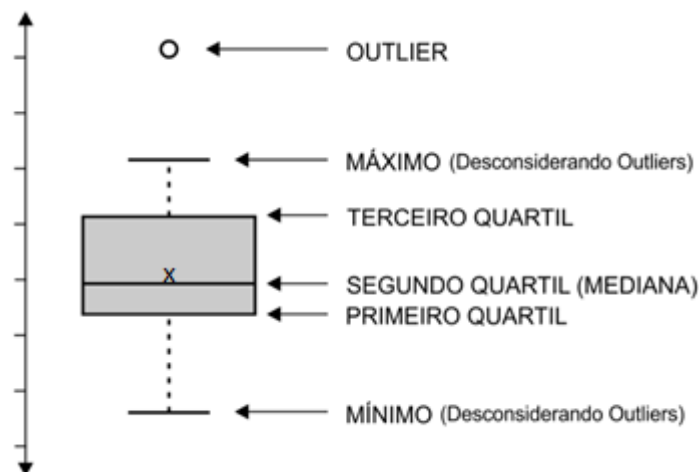 OUTLIER
MÁXIMO (Desconsiderando Outliers)
TERCEIRO QUARTIL
X
SEGUNDO QUARTIL (MEDIANA)
PRIMEIRO QUARTIL
MÍNIMO (Desconsiderando Outliers)